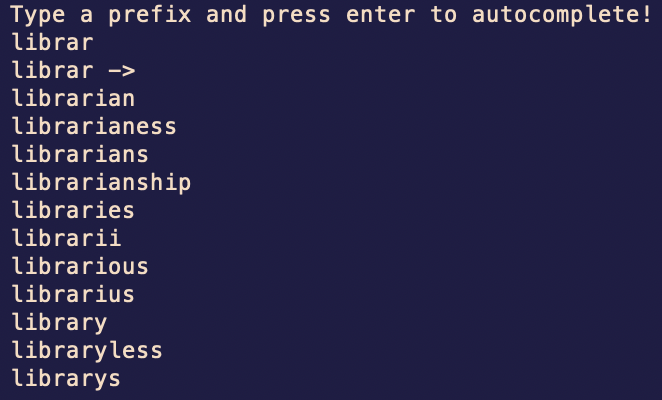 Type a prefix and press enter to autocomplete!
librar
librar ->
librarian
librarianess
librarians
librarianship
libraries
librarii
librarious
librarius
library
libraryless
librarys